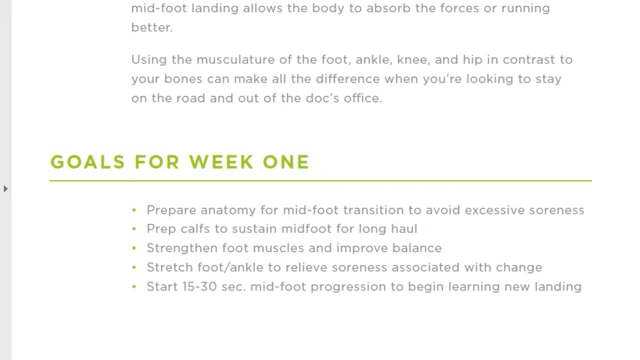 mid-foot landing allows the body to absorb the forces or running
better.
Using the musculature of the foot, ankle, knee, and hip in contrast to
your bones can make all the difference when you're looking to stay
on the road and out of the doc's office.
GOALS FOR WEEK ONE
• Prepare anatomy for mid-foot transition to avoid excessive soreness
• Prep calfs to sustain midfoot for long haul
• Strengthen foot muscles and improve balance
• Stretch foot/ankle to relieve soreness associated with change
• Start 15-30 sec. mid-foot progression to begin learning new landing